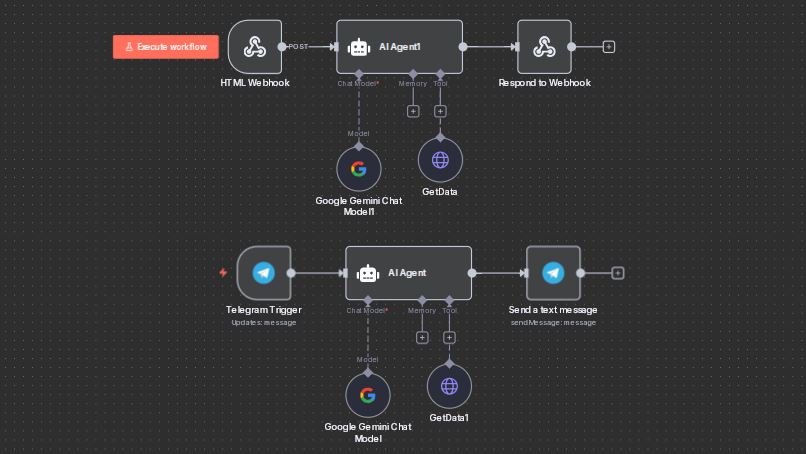 Execute workflow
POST
AI Agent1
HTML Webhook
Respond to Webhook
Chat Model*
Memory
Tool
Model
Google Gemini Chat
Model1
GetData
AI Agent
Telegram Trigger
Updates: message
Send a text message
sendMessage: message
Chat Model*
Memory
Tool
Model
Google Gemini Chat
Model
GetData1